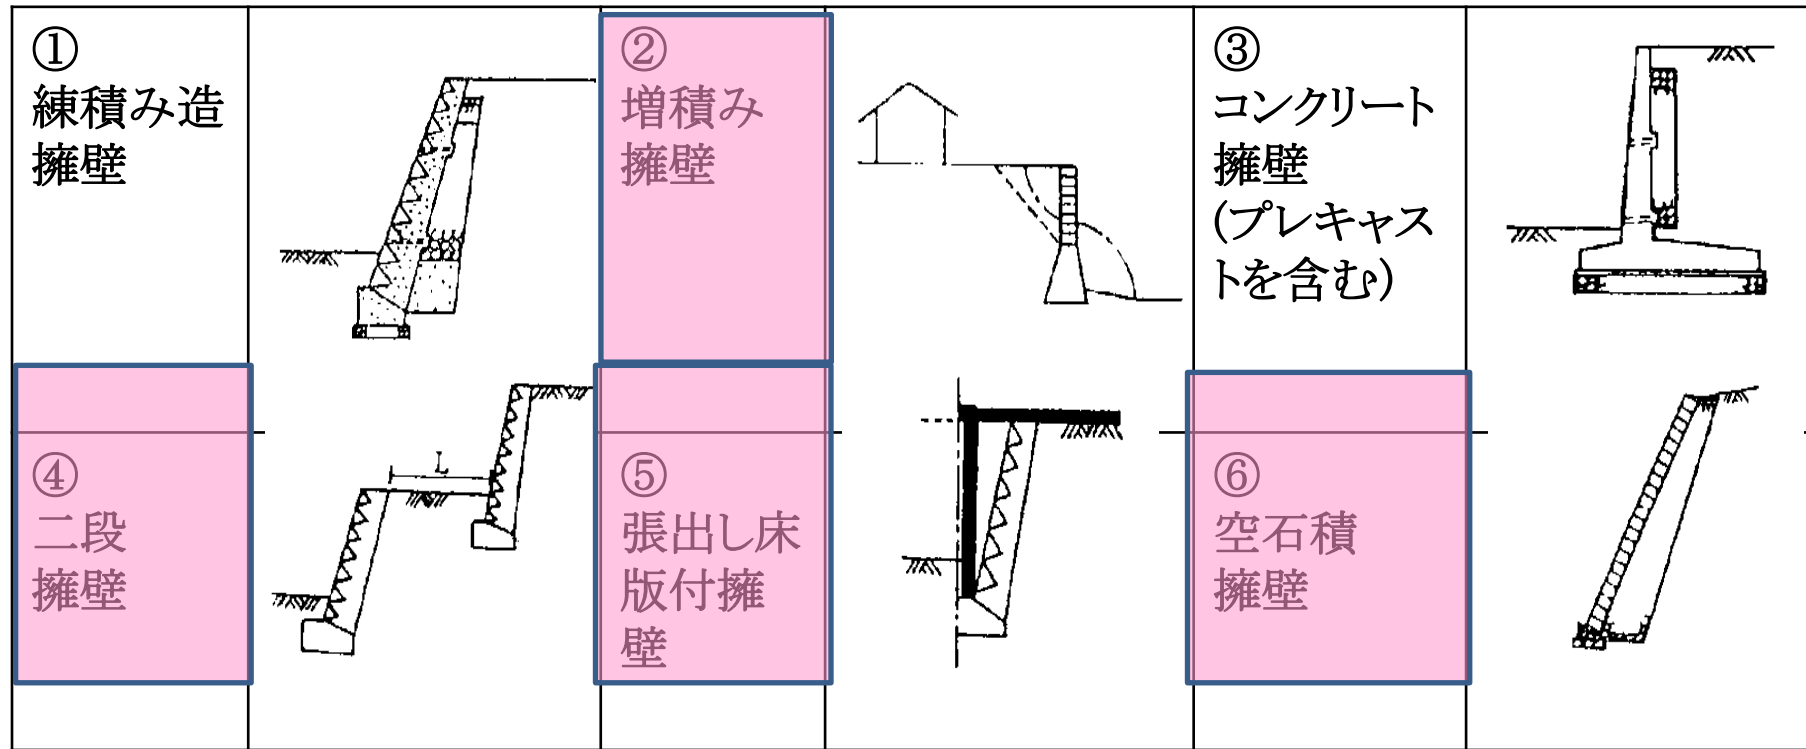 ①
練積み造
擁壁
②
増積み
擁壁
③
コンクリート
擁壁
(プレキャス
トを含む)
④
二段
擁壁
L
⑤
張出し床
版付擁
壁
⑥
空石積
擁壁